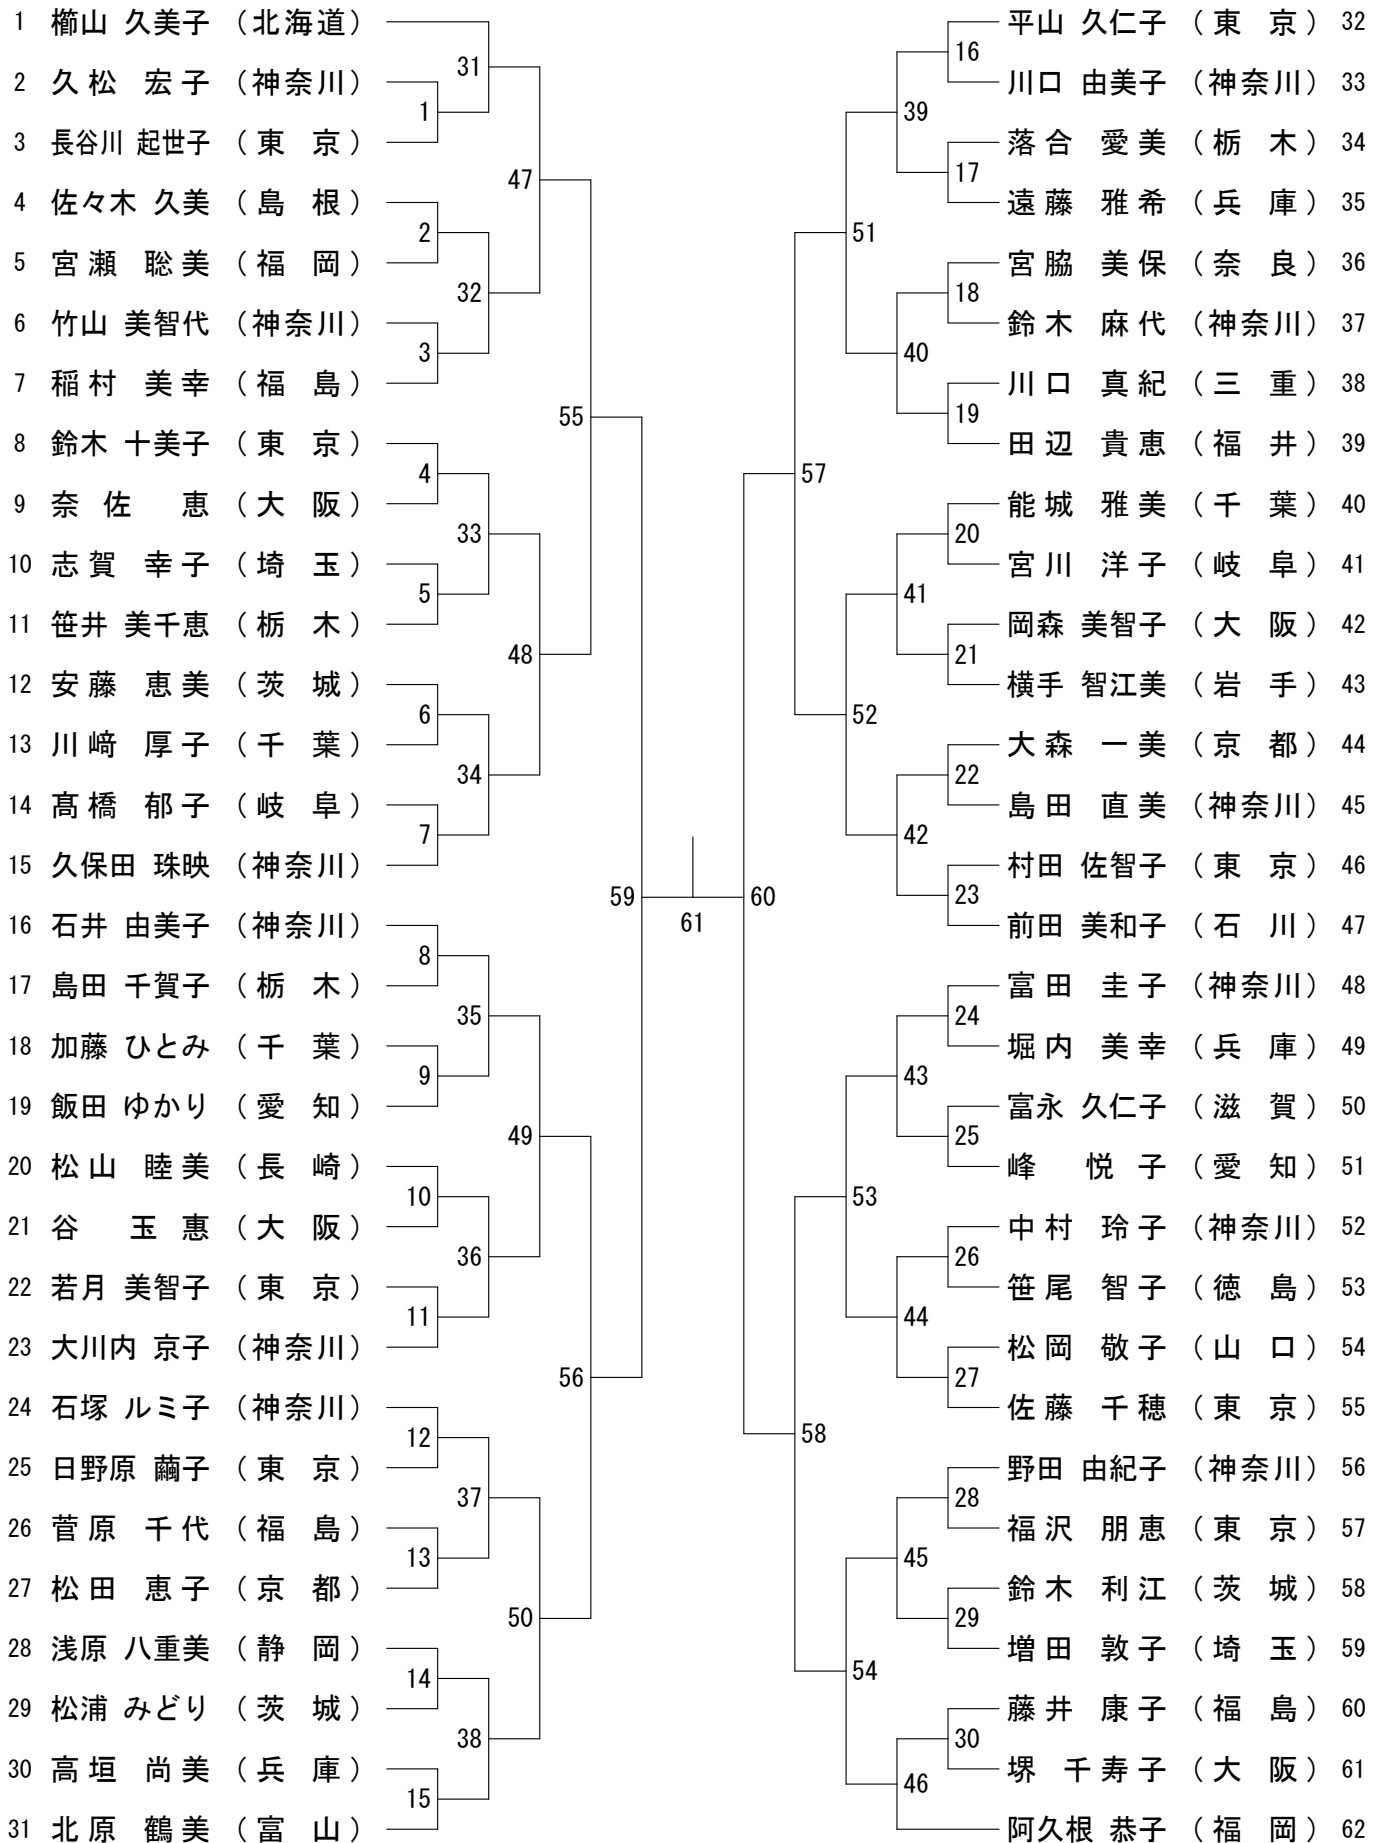 1 櫛山 久美子 （北海道）
2 久松 宏子 （神奈川）
3 長谷川 起世子 （東 京）
4 佐々木 久美 （島 根）
5 宮瀬 聡美 （福 岡）
6 竹山 美智代 （神奈川）
7 稲村 美幸 （福 島）
8 鈴木 十美子 （東 京）
9 奈佐 恵 （大 阪）
10 志賀 幸子 （埼 玉）
11 笹井 美千恵 （栃 木）
12 安藤 恵美 （茨 城）
13 川﨑 厚子 （千 葉）
14 髙橋 郁子 （岐 阜）
15 久保田 珠映 （神奈川）
16 石井 由美子 （神奈川）
17 島田 千賀子 （栃 木）
18 加藤 ひとみ （千 葉）
19 飯田 ゆかり （愛 知）
20 松山 睦美 （長 崎）
21 谷 玉惠 （大 阪）
22 若月 美智子 （東 京）
23 大川内 京子 （神奈川）
24 石塚 ルミ子 （神奈川）
25 日野原 繭子 （東 京）
26 菅原 千代 （福 島）
27 松田 恵子 （京 都）
28 浅原 八重美 （静 岡）
29 松浦 みどり （茨 城）
30 高垣 尚美 （兵 庫）
31 北原 鶴美 （富 山）
1
2
3
4
5
6
7
8
9
10
11
12
13
14
15
31
32
33
34
35
36
37
38
47
48
49
50
55
56
59
61
60
57
58
51
52
53
54
39
40
41
42
43
44
45
46
16
17
18
19
20
21
22
23
24
25
26
27
28
29
30
平山 久仁子 （東 京） 32
川口 由美子 （神奈川） 33
落合 愛美 （栃 木） 34
遠藤 雅希 （兵 庫） 35
宮脇 美保 （奈 良） 36
鈴木 麻代 （神奈川） 37
川口 真紀 （三 重） 38
田辺 貴恵 （福 井） 39
能城 雅美 （千 葉） 40
宮川 洋子 （岐 阜） 41
岡森 美智子 （大 阪） 42
横手 智江美 （岩 手） 43
大森 一美 （京 都） 44
島田 直美 （神奈川） 45
村田 佐智子 （東 京） 46
前田 美和子 （石 川） 47
富田 圭子 （神奈川） 48
堀内 美幸 （兵 庫） 49
富永 久仁子 （滋 賀） 50
峰 悦子 （愛 知） 51
中村 玲子 （神奈川） 52
笹尾 智子 （徳 島） 53
松岡 敬子 （山 口） 54
佐藤 千穂 （東 京） 55
野田 由紀子 （神奈川） 56
福沢 朋恵 （東 京） 57
鈴木 利江 （茨 城） 58
増田 敦子 （埼 玉） 59
藤井 康子 （福 島） 60
堺 千寿子 （大 阪） 61
阿久根 恭子 （福 岡） 62